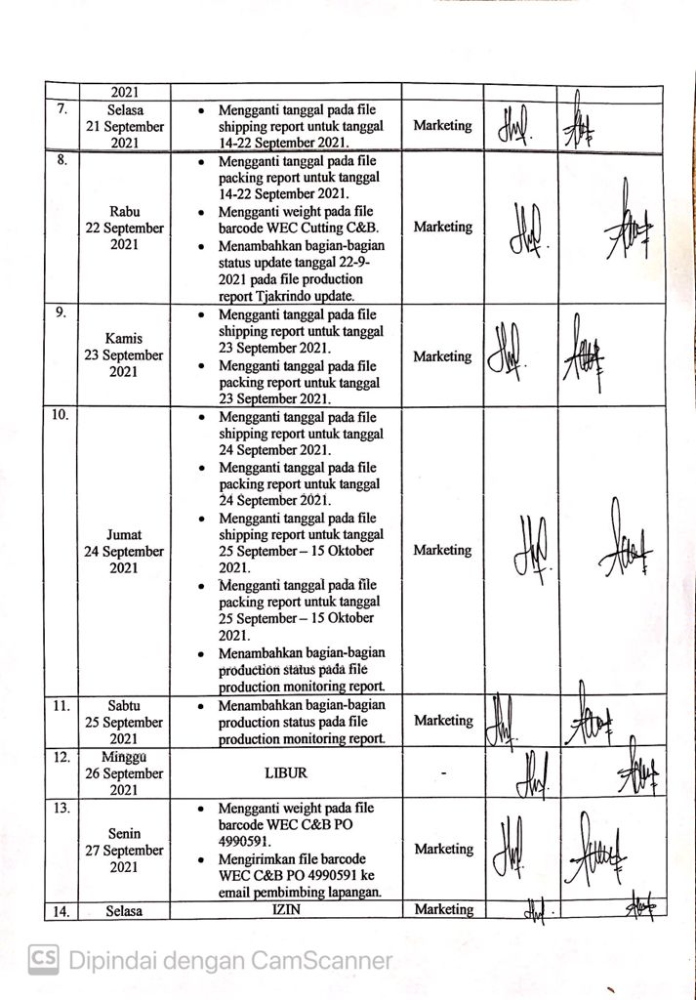 2021
7.
Selasa
21 September
2021
• Mengganti tanggal pada file
shipping report untuk tanggal
14-22 September 2021.
Marketing
8.
Rabu
22 September
2021
• Mengganti tanggal pada file
packing report untuk tanggal
14-22 September 2021.
• Mengganti weight pada file
barcode WEC Cutting C&B.
• Menambahkan bagian-bagian
status update tanggal 22-9-
2021 pada file production
report Tjakrindo update.
Marketing
9.
Kamis
23 September
2021
• Mengganti tanggal pada file
shipping report untuk tanggal
23 September 2021.
• Mengganti tanggal pada file
packing report untuk tanggal
23 September 2021.
Marketing
10.
Jumat
24 September
2021
• Mengganti tanggal pada file
shipping report untuk tanggal
24 September 2021.
• Mengganti tanggal pada file
packing report untuk tanggal
24 September 2021.
• Mengganti tanggal pada file
shipping report untuk tanggal
25 September – 15 Oktober
2021.
• Mengganti tanggal pada file
packing report untuk tanggal
25 September – 15 Oktober
2021.
• Menambahkan bagian-bagian
production status pada file
production monitoring report.
Marketing
11.
Sabtu
25 September
2021
• Menambahkan bagian-bagian
production status pada file
production monitoring report.
Marketing
12.
Minggu
26 September
2021
LIBUR
-
13.
Senin
27 September
2021
• Mengganti weight pada file
barcode WEC C&B PO
4990591.
• Mengirimkan file barcode
WEC C&B PO 4990591 ke
email pembimbing lapangan.
Marketing
14.
Selasa
IZIN
Marketing
CS Dipindai dengan CamScanner